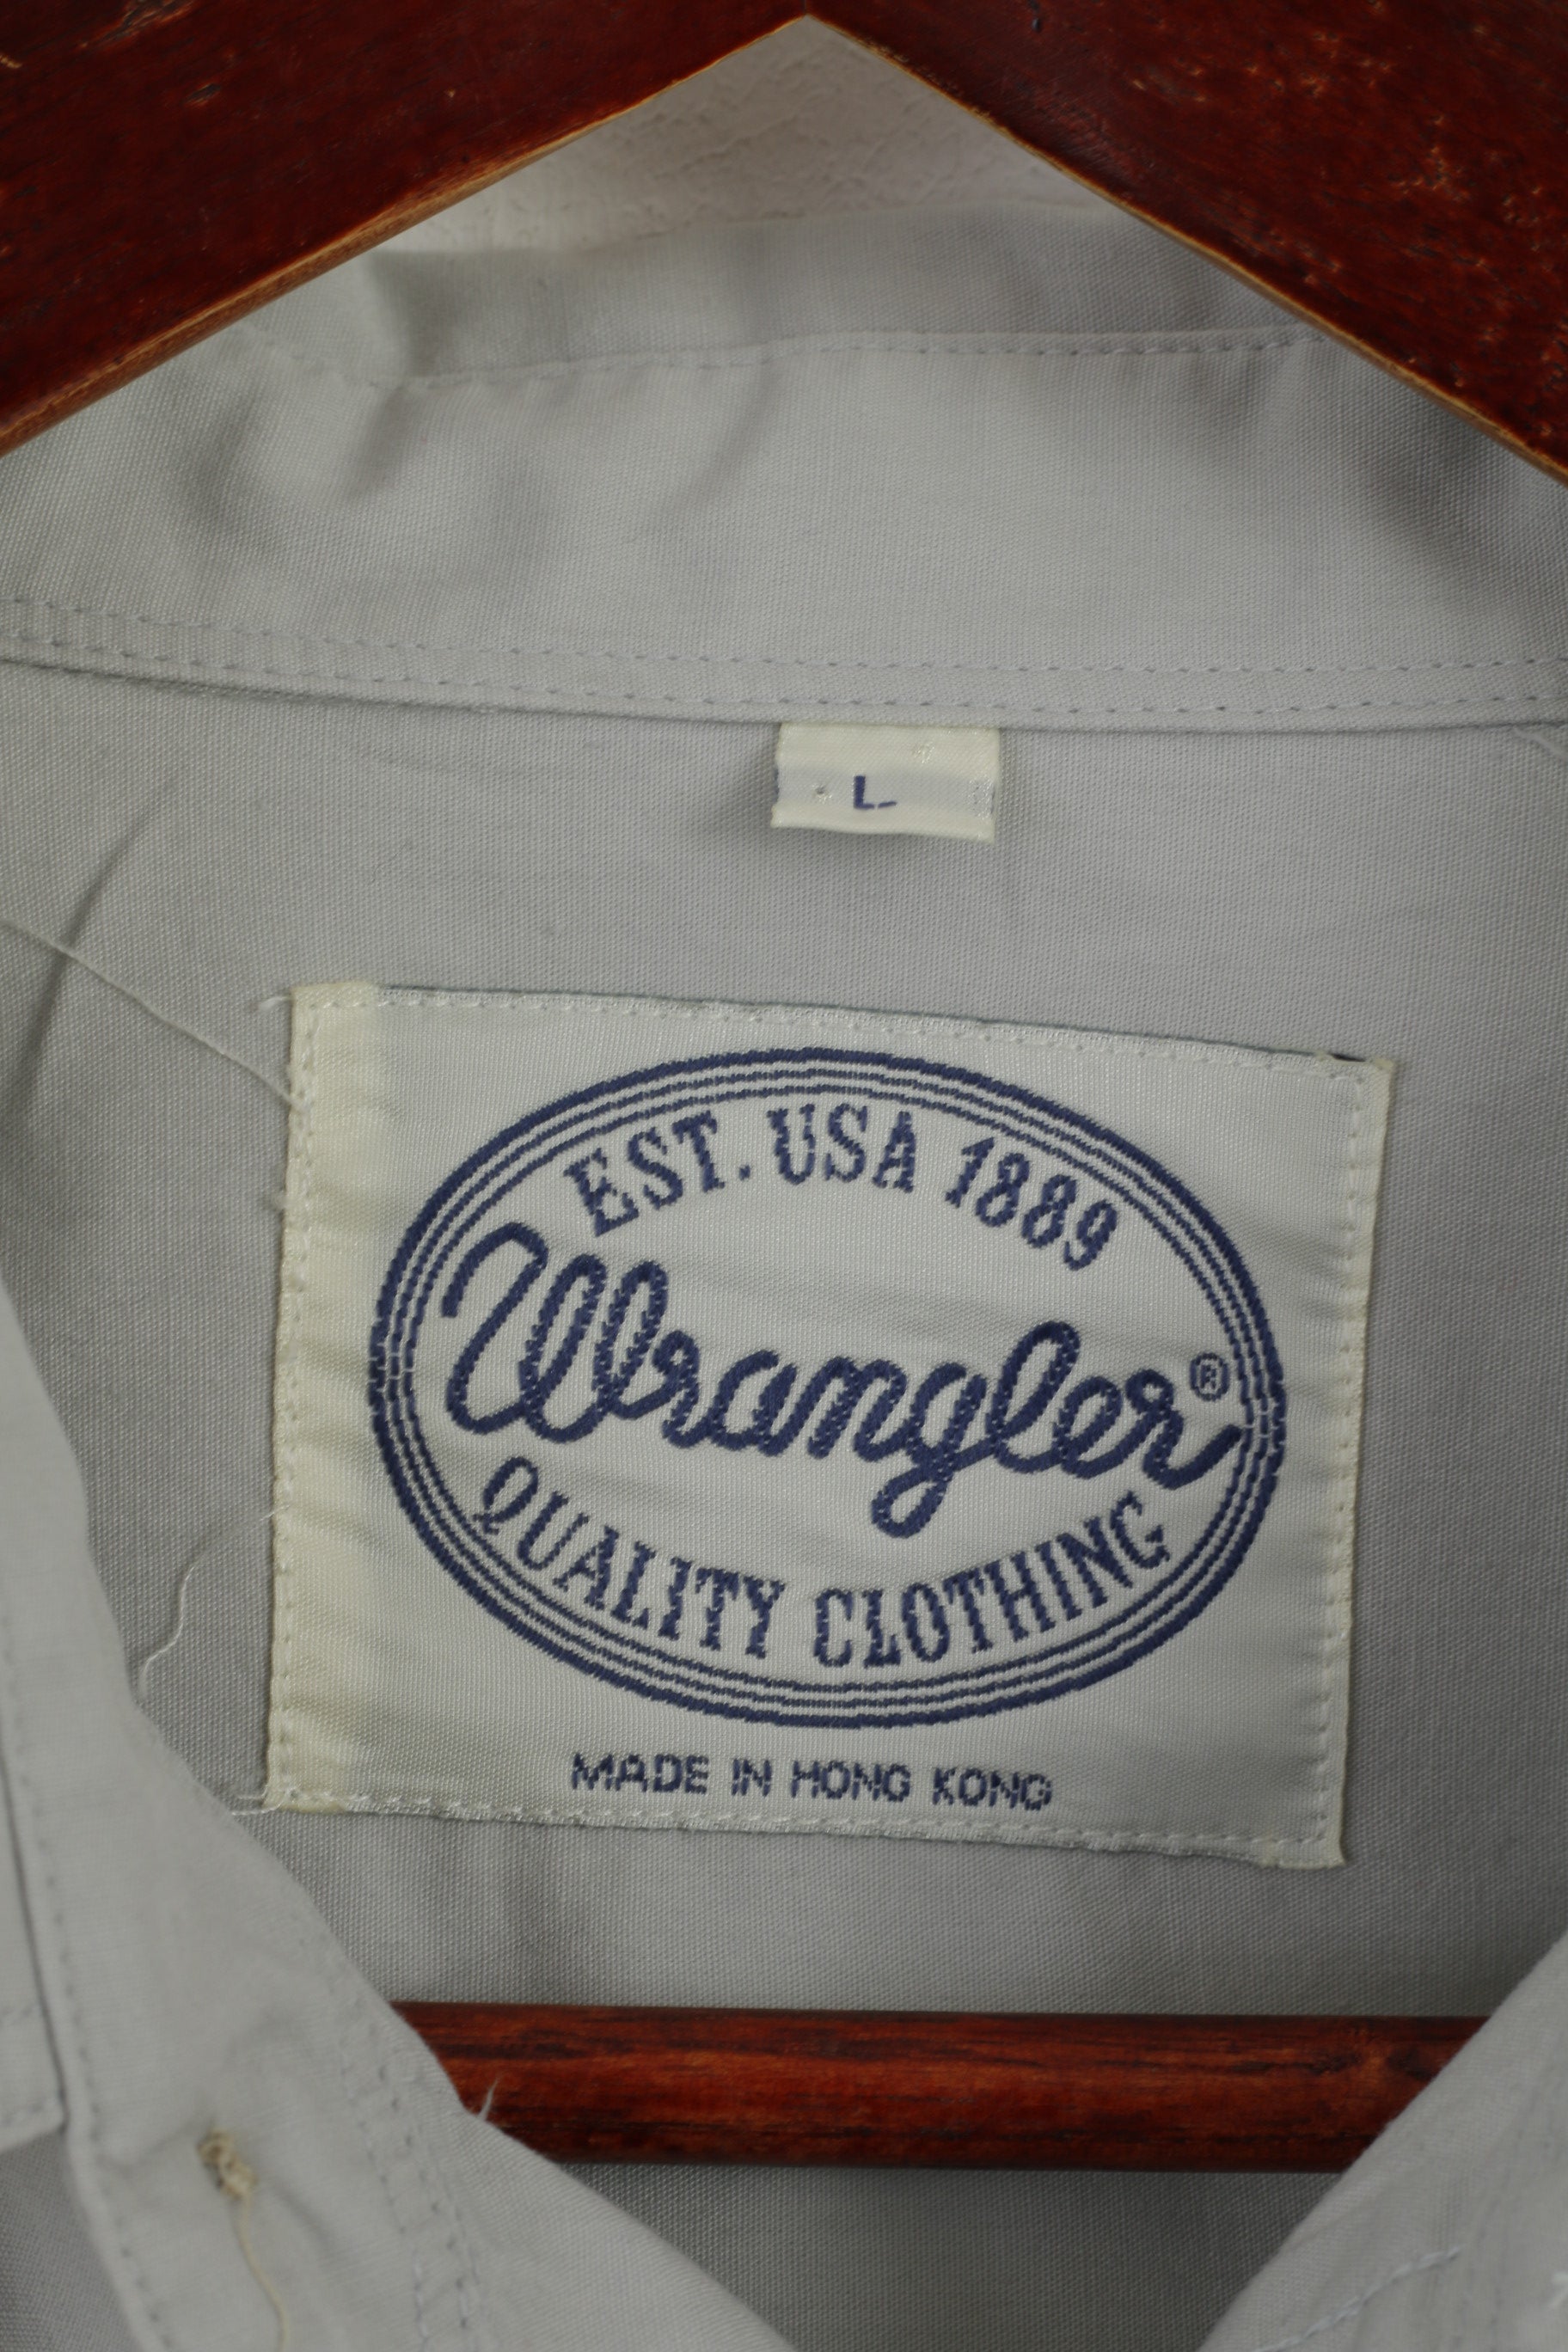 L
EST. USA 1889
Wrangler®
QUALITY CLOTHING
MADE IN HONG KONG